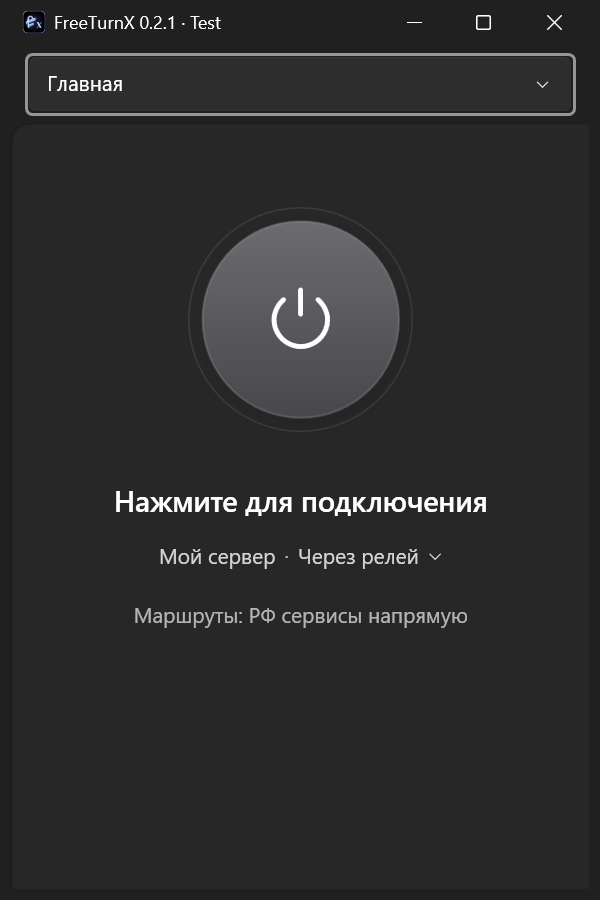 FreeTurnX 0.2.1 · Test
Главная
Нажмите для подключения
Мой сервер · Через релей
Маршруты: РФ сервисы напрямую